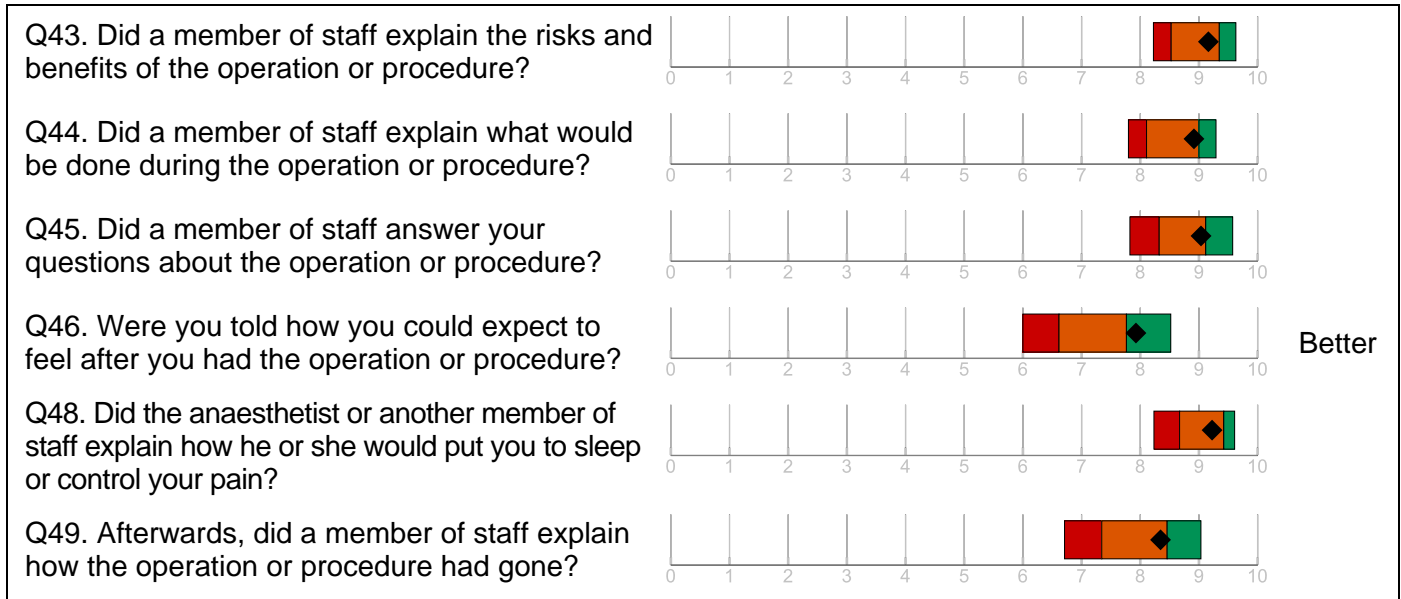 Q43. Did a member of staff explain the risks and
benefits of the operation or procedure?
0 1 2 3 4 5 6 7 8 9 10
Q44. Did a member of staff explain what would
be done during the operation or procedure?
0 1 2 3 4 5 6 7 8 9 10
Q45. Did a member of staff answer your
questions about the operation or procedure?
0 1 2 3 4 5 6 7 8 9 10
Q46. Were you told how you could expect to
feel after you had the operation or procedure?
Better
0 1 2 3 4 5 6 7 8 9 10
Q48. Did the anaesthetist or another member of
staff explain how he or she would put you to sleep
or control your pain?
0 1 2 3 4 5 6 7 8 9 10
Q49. Afterwards, did a member of staff explain
how the operation or procedure had gone?
0 1 2 3 4 5 6 7 8 9 10